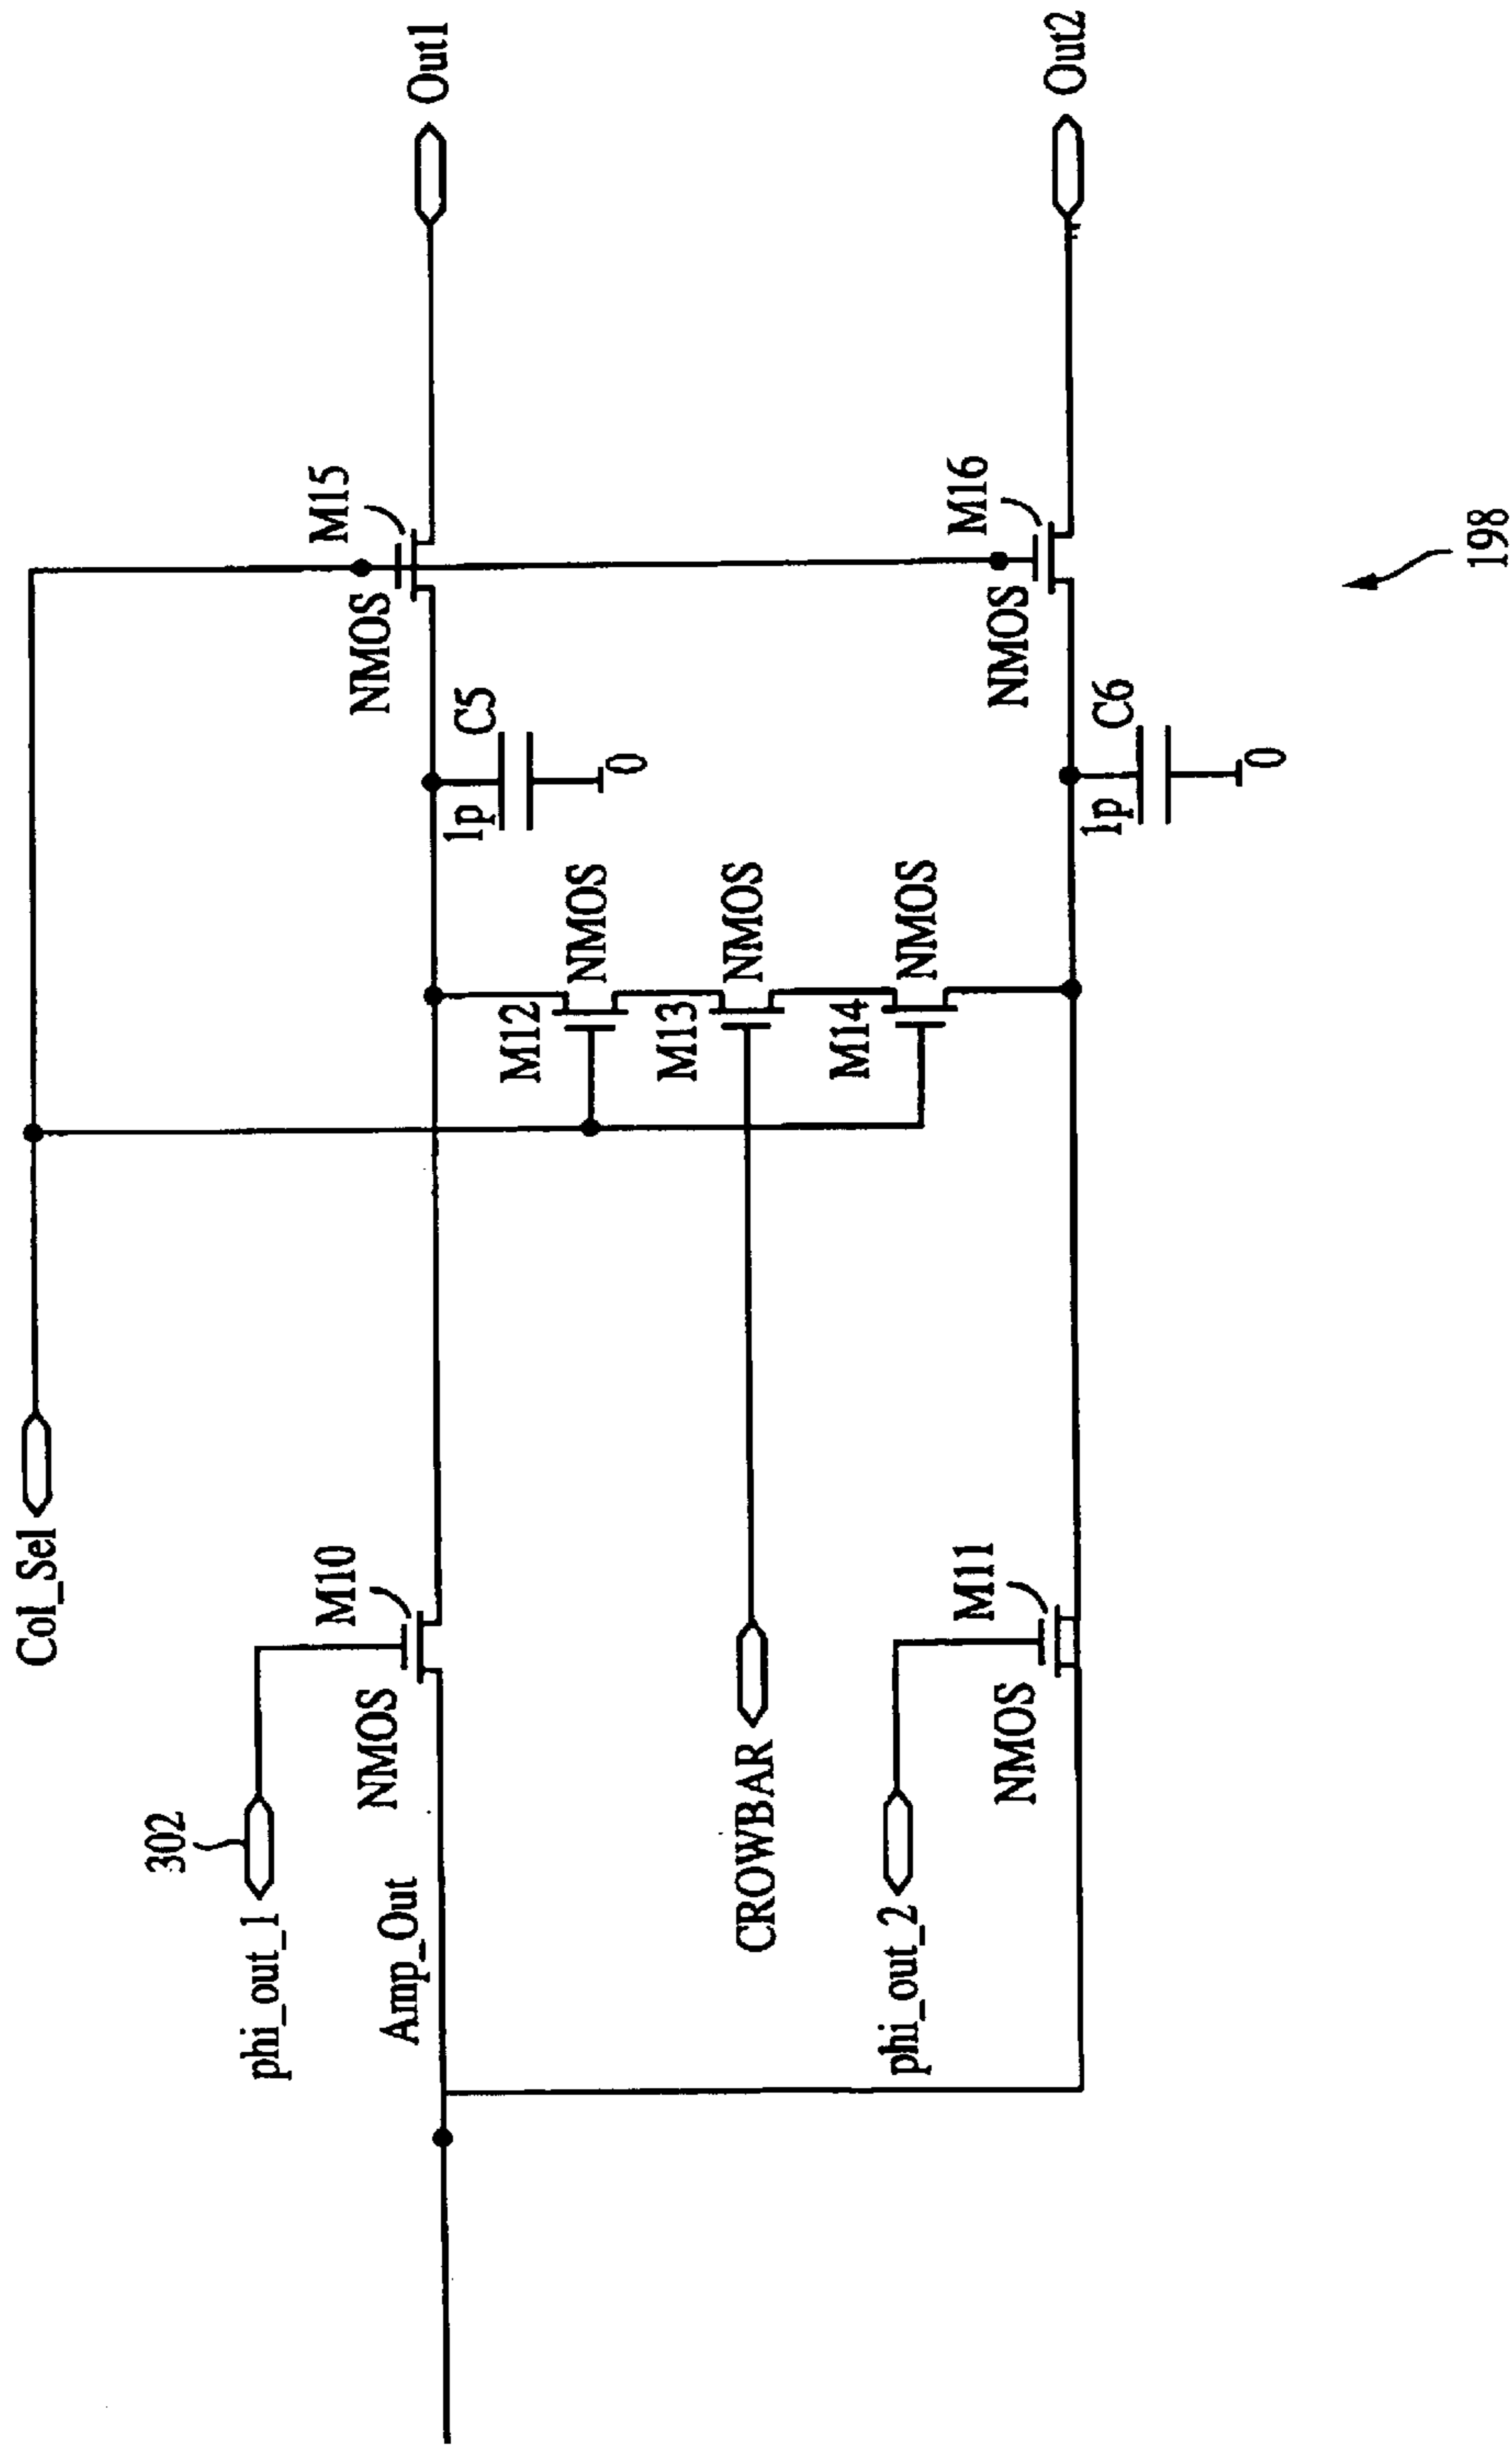 Col_Sel
302
phi_out_1
M10
NMOS
Amp_Out
M15
NMOS
Out1
1p
C5
0
M12
NMOS
CROWBAR
M13
NMOS
M14
NMOS
phi_out_2
M11
NMOS
M16
NMOS
Out2
1p
C6
0
198